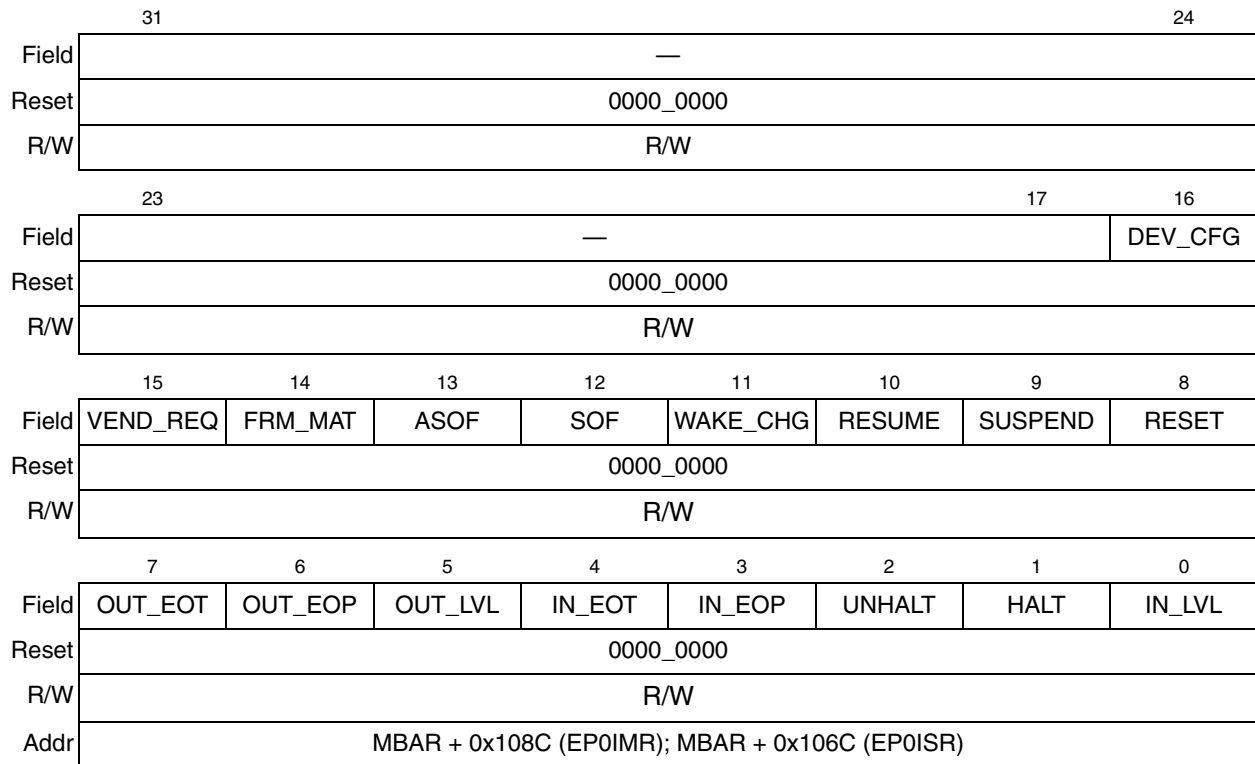 31 24
Field —
Reset 0000_0000
R/W R/W
23 17 16
Field — DEV_CFG
Reset 0000_0000
R/W R/W
15 14 13 12 11 10 9 8
Field VEND_REQ FRM_MAT ASOF SOF WAKE_CHG RESUME SUSPEND RESET
Reset 0000_0000
R/W R/W
7 6 5 4 3 2 1 0
Field OUT_EOT OUT_EOP OUT_LVL IN_EOT IN_EOP UNHALT HALT IN_LVL
Reset 0000_0000
R/W R/W
Addr MBAR + 0x108C (EP0IMR); MBAR + 0x106C (EP0ISR)